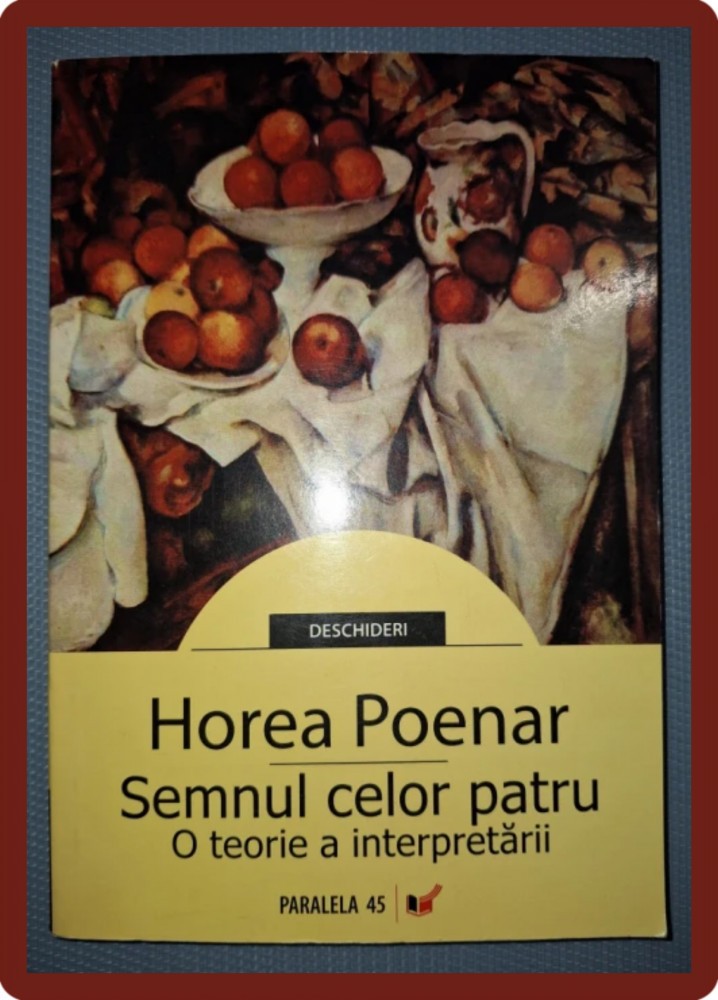 DESCHIDERI
Horea Poenar
Semnul celor patru
O teorie a interpretării
PARALELA 45